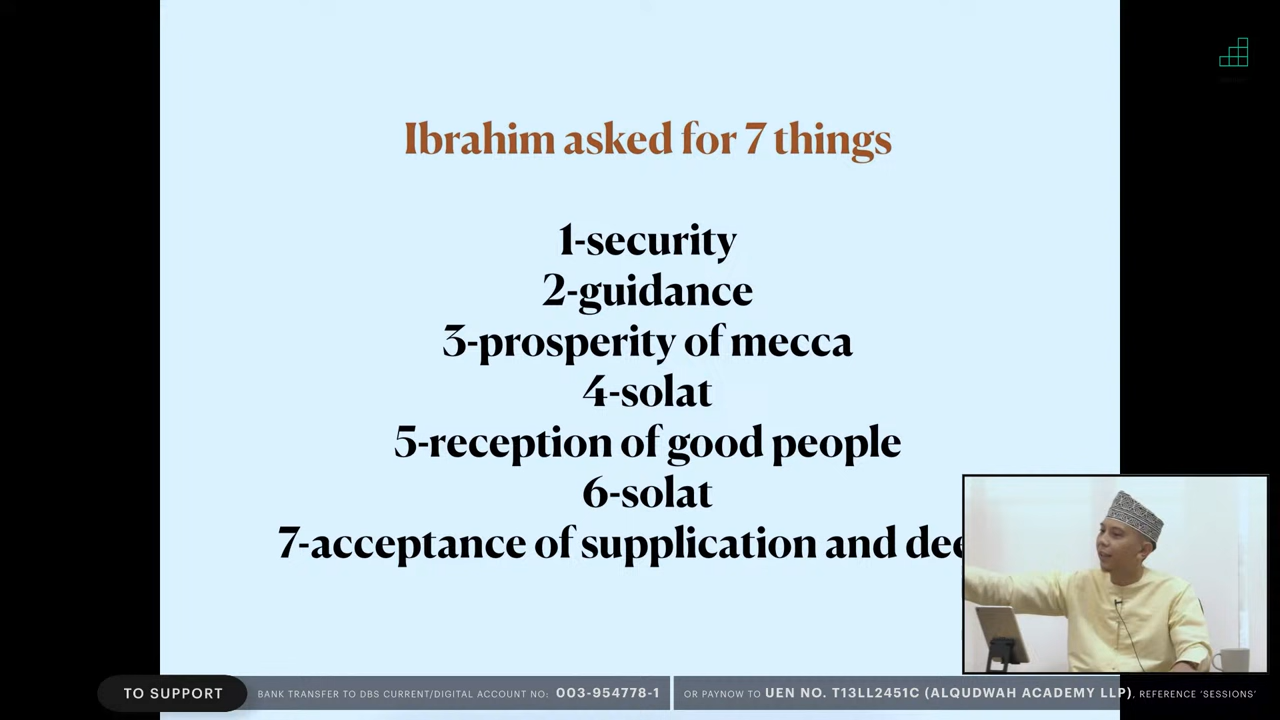 Ibrahim asked for 7 things
1-security
2-guidance
3-prosperity of mecca
4-solat
5-reception of good people
6-solat
7-acceptance of supplication and
TO SUPPORT
BANK TRANSFER TO DBS CURRENT/DIGITAL ACCOUNT NO: 003-954778-1
OR PAYNOW TO UEN NO. T13LL2451C (ALQUDWAH ACADEMY LLP), REFERENCE 'SESSIONS'